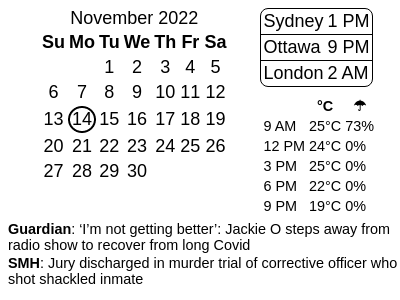 November 2022
Su Mo Tu We Th Fr Sa
1 2 3 4 5
6 7 8 9 10 11 12
13 14 15 16 17 18 19
20 21 22 23 24 25 26
27 28 29 30
Sydney 1 PM
Ottawa 9 PM
London 2 AM
°C ☂
9 AM 25°C 73%
12 PM 24°C 0%
3 PM 25°C 0%
6 PM 22°C 0%
9 PM 19°C 0%
Guardian: ‘I’m not getting better’: Jackie O steps away from
radio show to recover from long Covid
SMH: Jury discharged in murder trial of corrective officer who
shot shackled inmate